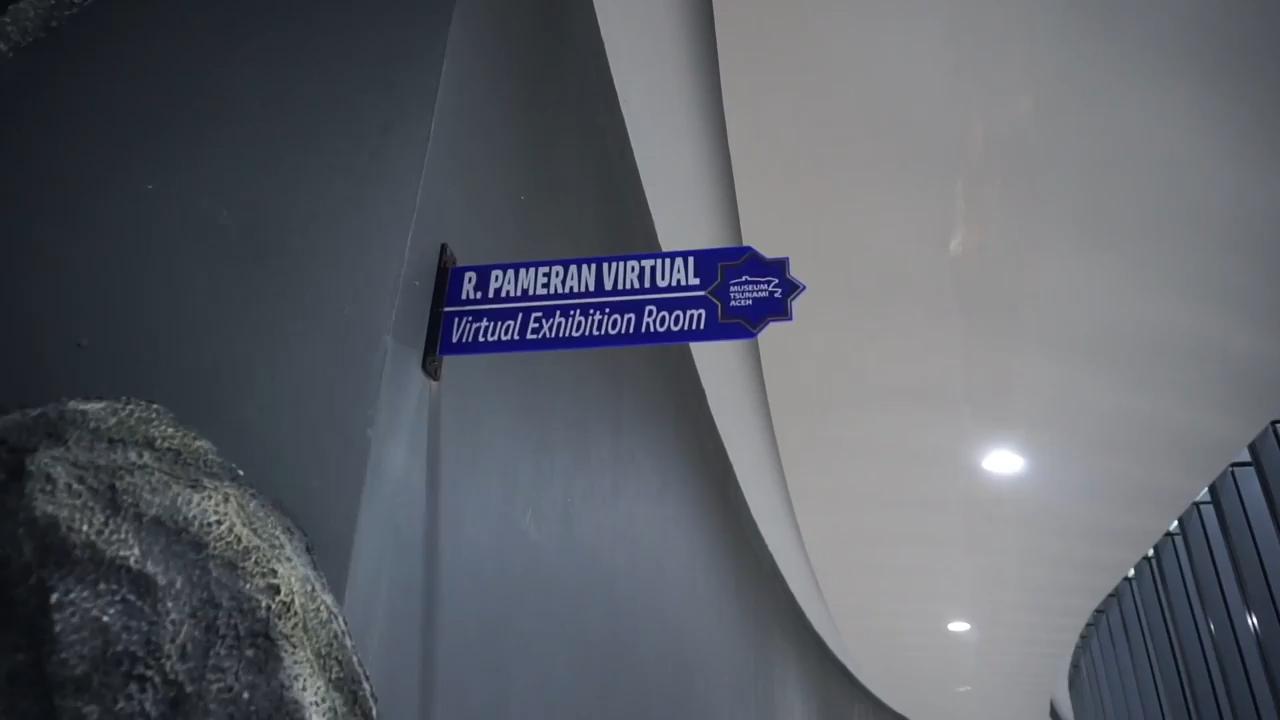 R. PAMERAN VIRTUAL
Virtual Exhibition Room
MUSEUM
TSUNAMI
ACEH